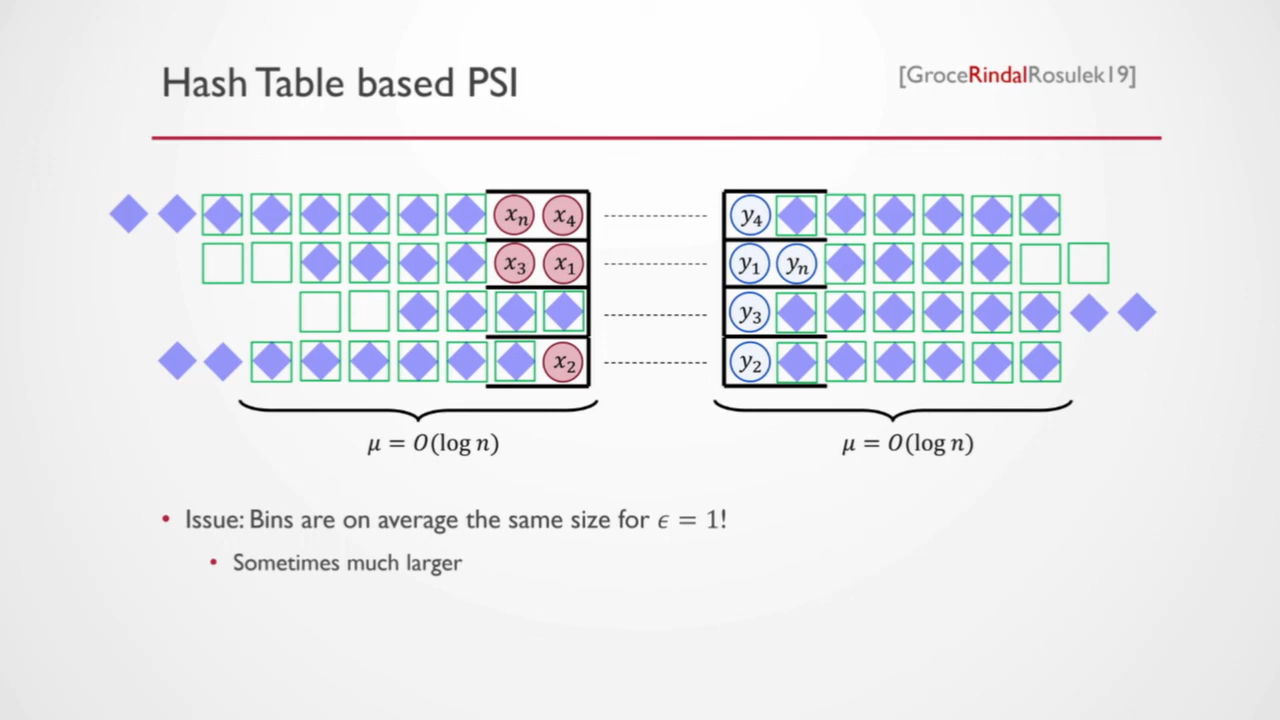 Hash Table based PSI
[GroceRindalRosulek19]
xₙ x₄ y₄
x₃ x₁ y₁ yₙ
y₃
x₂ y₂
μ = O(log n) μ = O(log n)
• Issue: Bins are on average the same size for ϵ = 1!
• Sometimes much larger